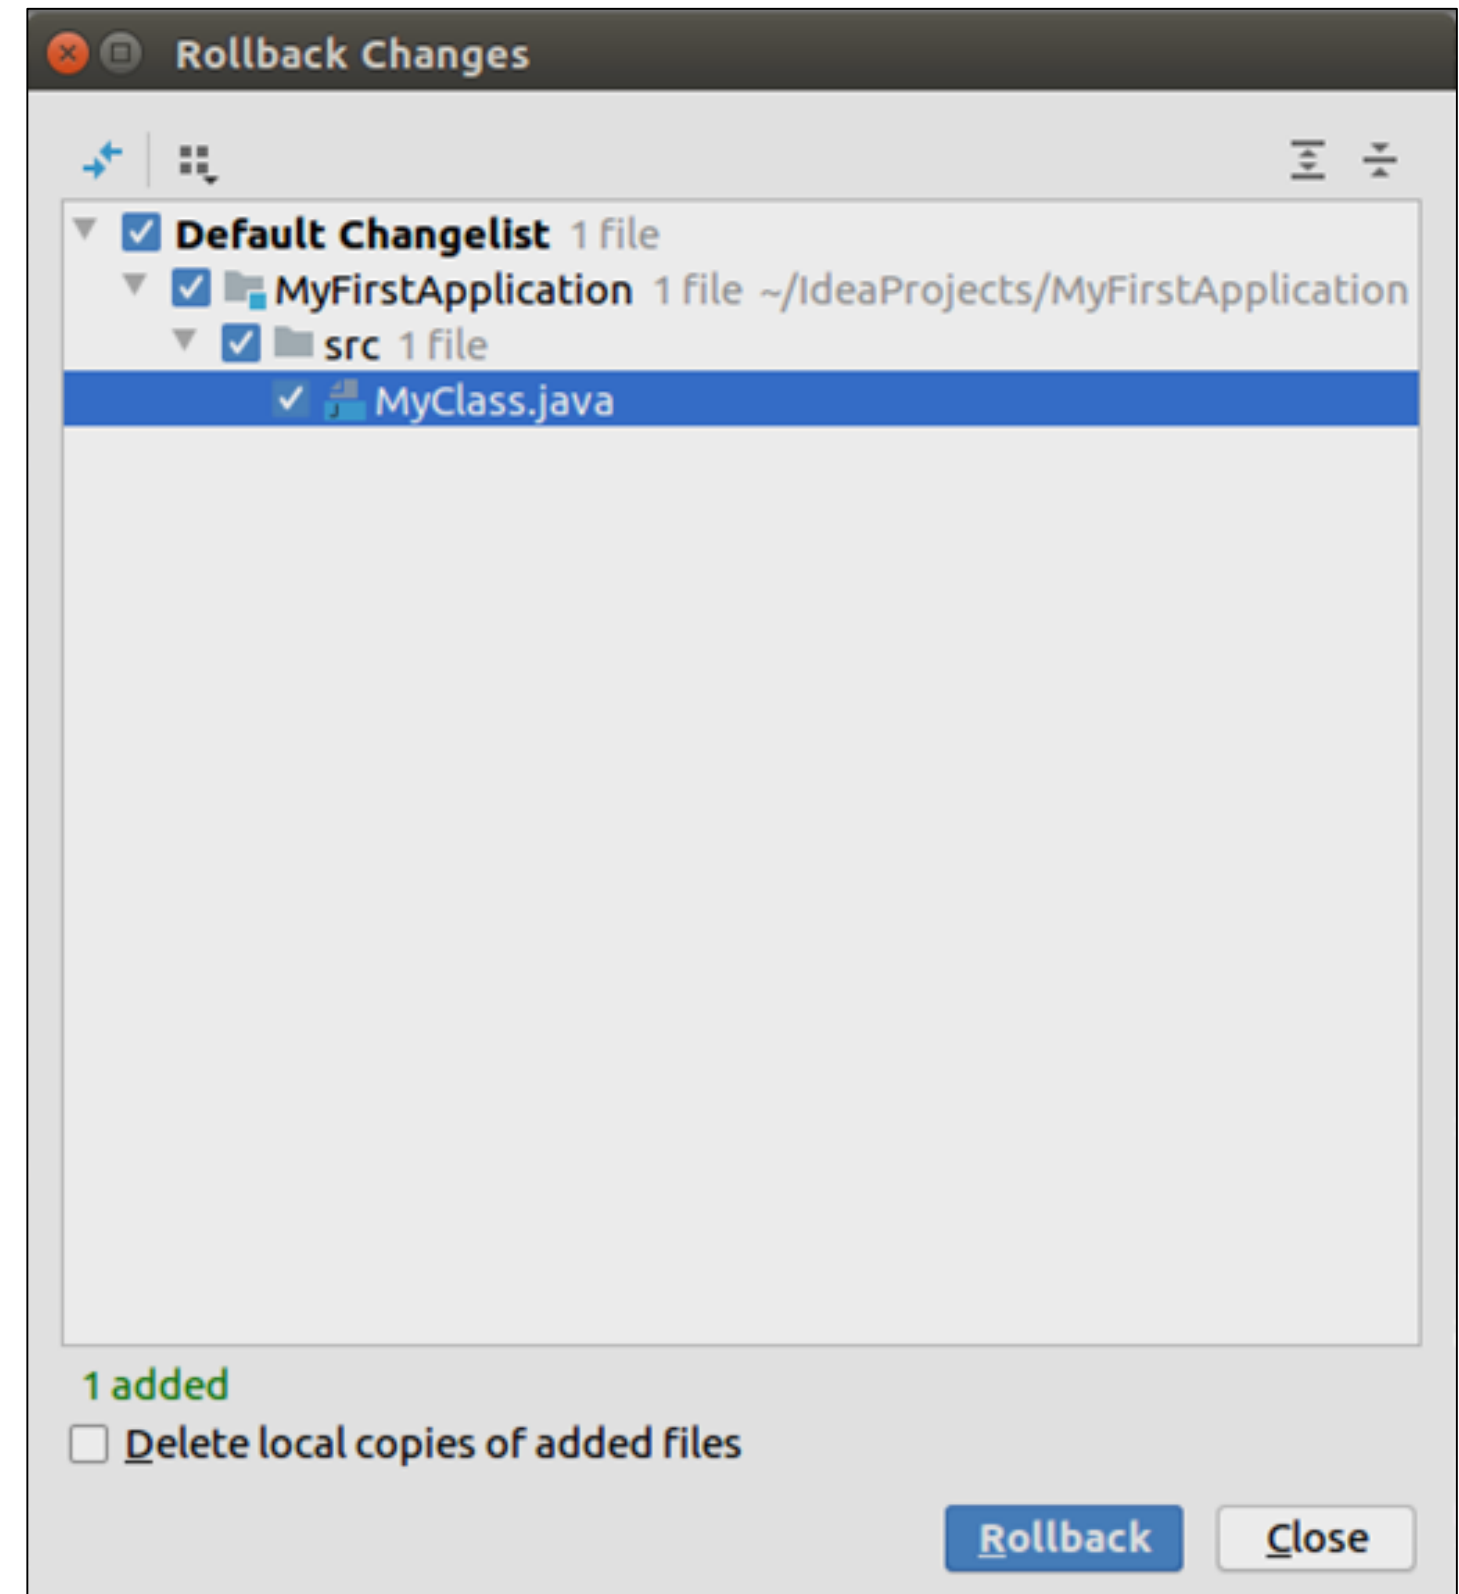 Rollback Changes
Default Changelist 1 file
MyFirstApplication 1 file ~/IdeaProjects/MyFirstApplication
src 1 file
MyClass.java
1 added
Delete local copies of added files
Rollback Close